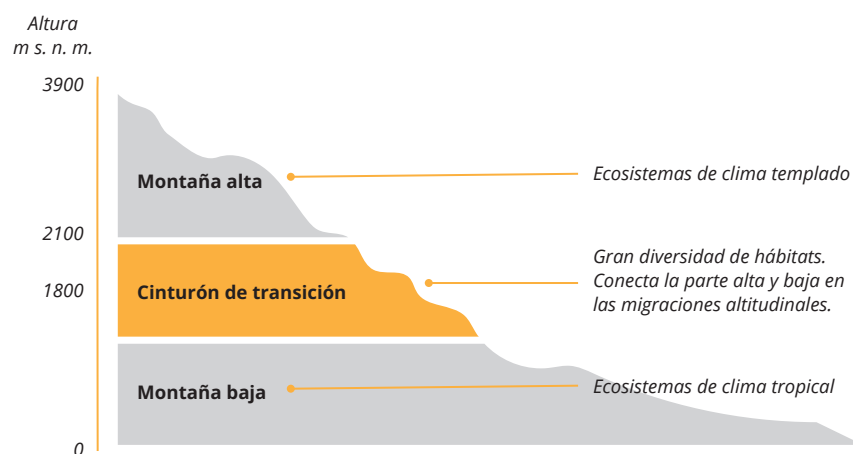 Altura
m s. n. m.
3900
Montaña alta
Ecosistemas de clima templado
2100
Gran diversidad de hábitats.
Conecta la parte alta y baja en
las migraciones altitudinales.
1800
Cinturón de transición
Montaña baja
Ecosistemas de clima tropical
0